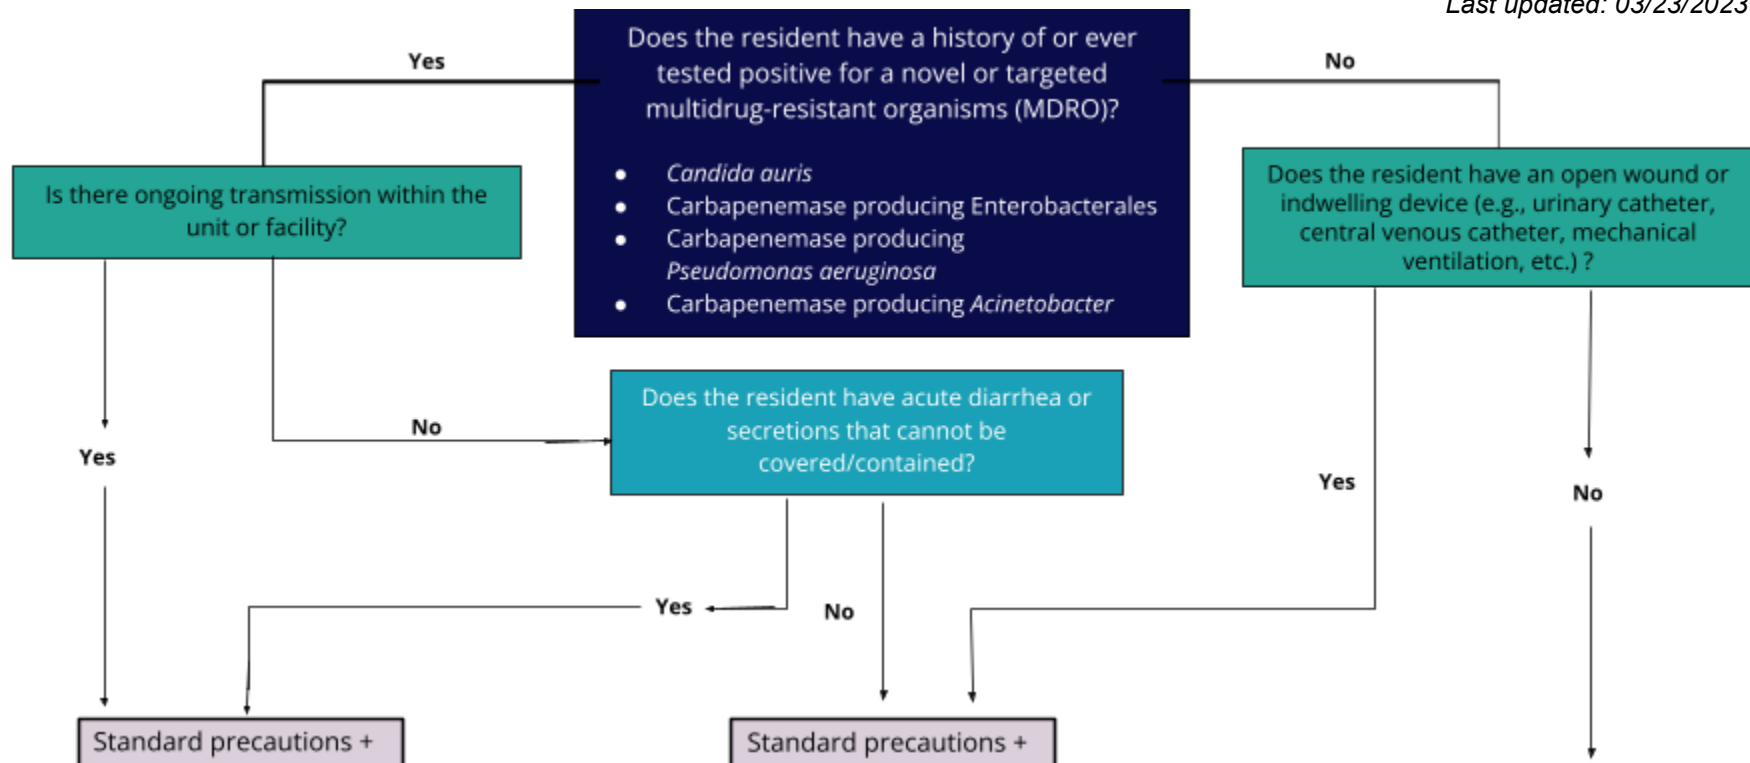 Last updated: 03/23/2023
Does the resident have a history of or ever
tested positive for a novel or targeted
multidrug-resistant organisms (MDRO)?
● Candida auris
● Carbapenemase producing Enterobacterales
● Carbapenemase producing
Pseudomonas aeruginosa
● Carbapenemase producing Acinetobacter
Yes
No
Is there ongoing transmission within the
unit or facility?
Does the resident have an open wound or
indwelling device (e.g., urinary catheter,
central venous catheter, mechanical
ventilation, etc.) ?
Yes
No
Does the resident have acute diarrhea or
secretions that cannot be
covered/contained?
Yes
No
Yes
No
Standard precautions +
Standard precautions +